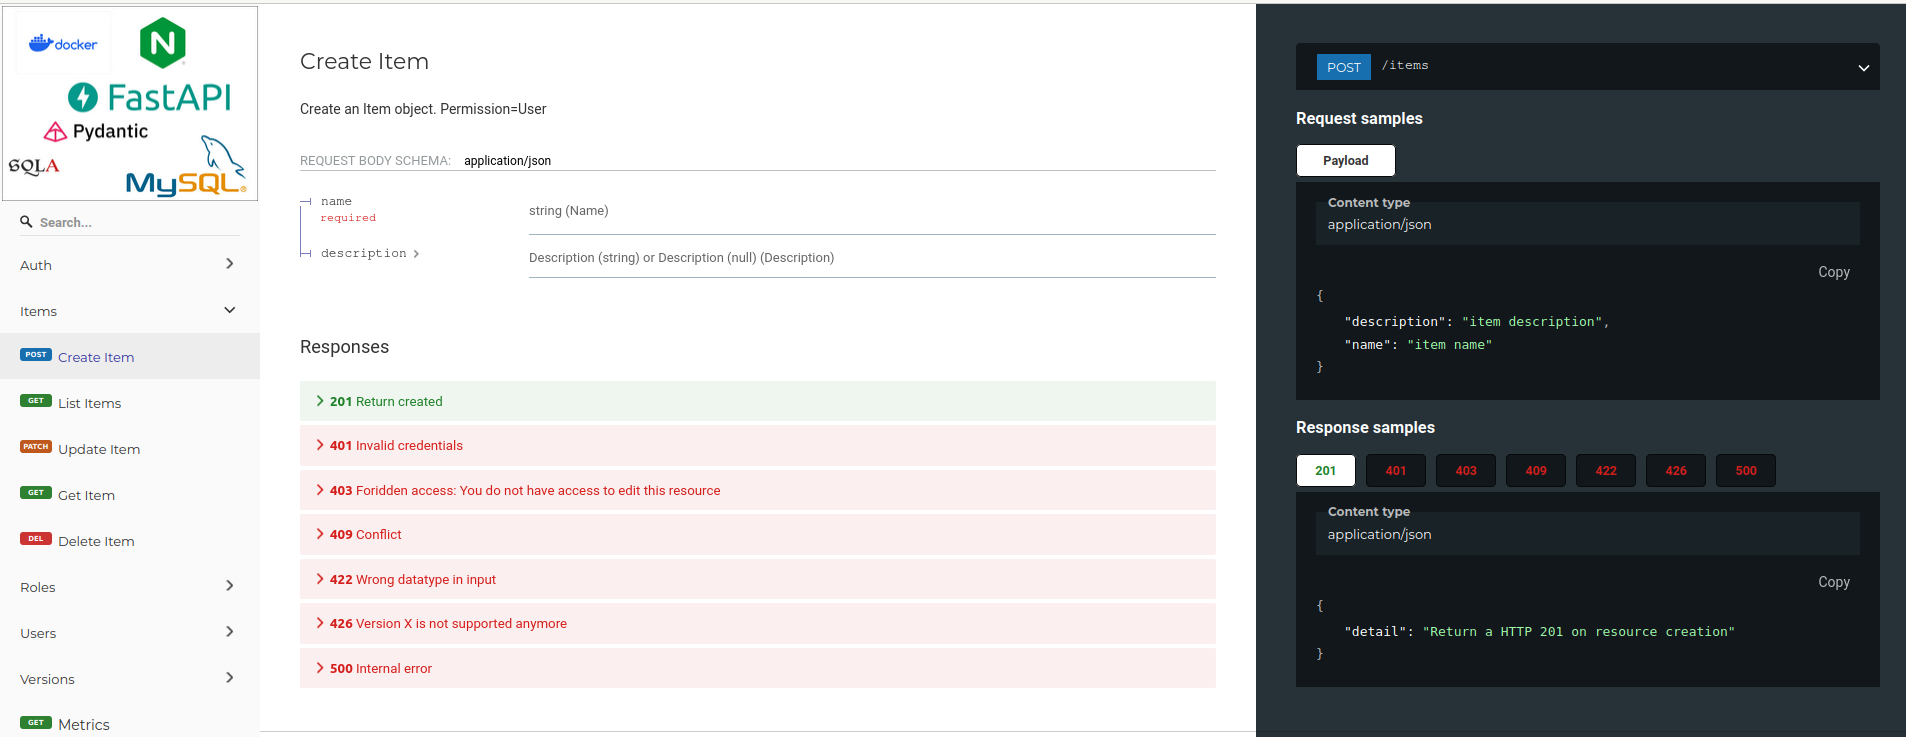 docker
N
FastAPI
Pydantic
SQLA
MySQL®
Search...
Auth
Items
POST Create Item
GET List Items
PATCH Update Item
GET Get Item
DEL Delete Item
Roles
Users
Versions
GET Metrics
Create Item
Create an Item object. Permission=User
REQUEST BODY SCHEMA: application/json
name
required
string (Name)
description
Description (string) or Description (null) (Description)
Responses
201 Return created
401 Invalid credentials
403 Foridden access: You do not have access to edit this resource
409 Conflict
422 Wrong datatype in input
426 Version X is not supported anymore
500 Internal error
POST /items
Request samples
Payload
Content type
application/json
Copy
{
"description": "item description",
"name": "item name"
}
Response samples
201 401 403 409 422 426 500
Content type
application/json
Copy
{
"detail": "Return a HTTP 201 on resource creation"
}